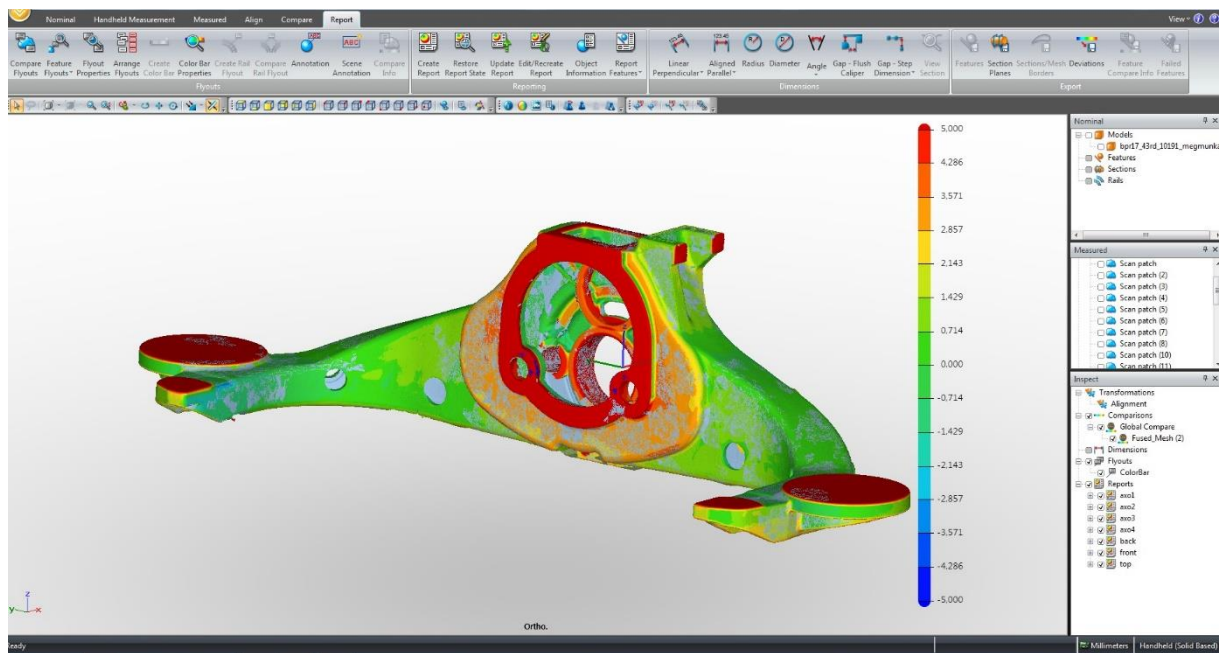 Nominal Handheld Measurement Measured Align Compare Report View
Compare Flyouts Feature Flyouts Flyout Properties Arrange Flyouts Create Color Bar Color Bar Properties Create Rail Flyout Compare Rail Flyout Annotation Scene Annotation Compare Info Create Report Restore Report State Update Report Edit/Recreate Report Object Information Report Features Linear Perpendicular Aligned Parallel Radius Diameter Angle Gap - Flush Caliper Gap - Step Dimension View Section Features Section Planes Sections/Mesh Borders Deviations Feature Compare Info Failed Features
Flyouts Reporting Dimensions Export
5.000
4.286
3,571
2.857
2,143
1.429
0.714
0.000
-0.714
-1.429
-2.143
-2.857
-3.571
-4.286
-5.000
Nominal
Models
bpr17_43rd_10191_megmunka
Features
Sections
Rails
Measured
Scan patch
Scan patch (2)
Scan patch (3)
Scan patch (4)
Scan patch (5)
Scan patch (6)
Scan patch (7)
Scan patch (8)
Scan patch (10)
Scan patch (11)
Inspect
Transformations
Alignment
Comparisons
Global Compare
Fused_Mesh (2)
Dimensions
Flyouts
ColorBar
Reports
axo1
axo2
axo3
axo4
back
front
top
z
y x
Ortho.
Ready Millimeters Handheld (Solid Based)